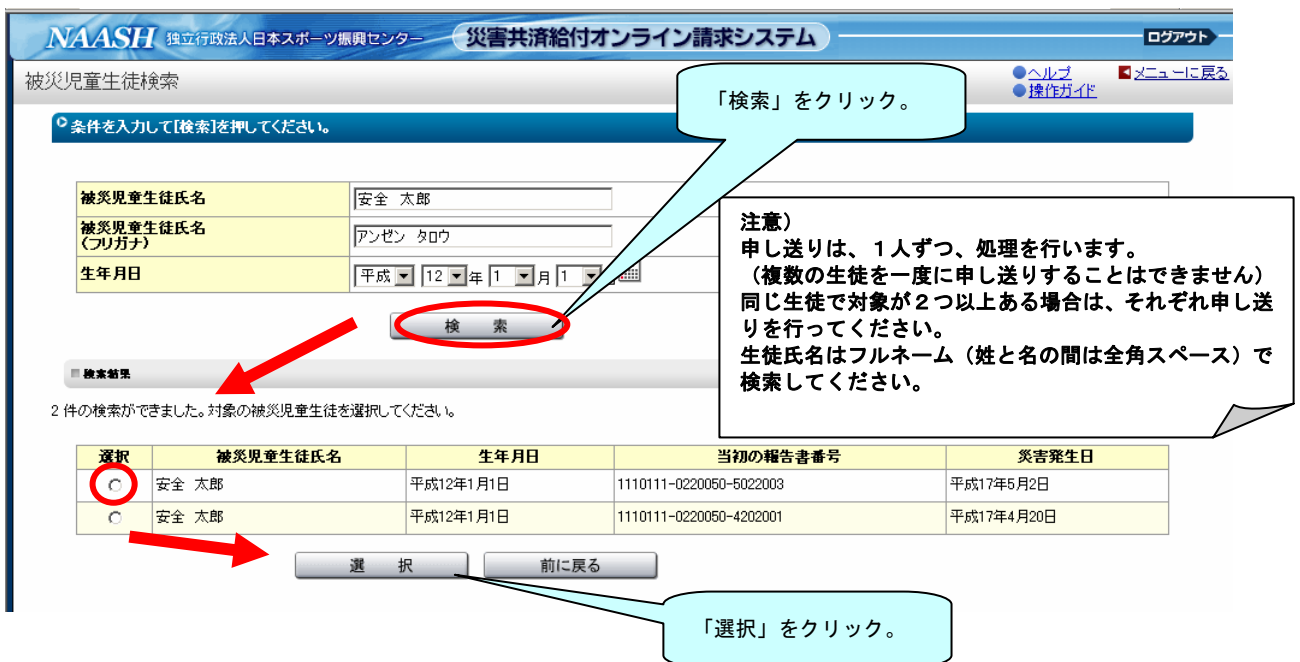 NAASH 独立行政法人日本スポーツ振興センター 災害共済給付オンライン請求システム ログアウト
被災児童生徒検索
ヘルプ メニューに戻る
操作ガイド
「検索」をクリック。
条件を入力して[検索]を押してください。
被災児童生徒氏名 安全 太郎
被災児童生徒氏名
(フリガナ) アンゼン タロウ
生年月日 平成 12 年 1 月 1
検 索
注意)
申し送りは、1人ずつ、処理を行います。
(複数の生徒を一度に申し送りすることはできません)
同じ生徒で対象が2つ以上ある場合は、それぞれ申し送
りを行ってください。
生徒氏名はフルネーム(姓と名の間は全角スペース)で
検索してください。
検索結果
2 件の検索ができました。対象の被災児童生徒を選択してください。
選択 被災児童生徒氏名 生年月日 当初の報告書番号 災害発生日
安全 太郎 平成12年1月1日 1110111-0220050-5022003 平成17年5月2日
安全 太郎 平成12年1月1日 1110111-0220050-4202001 平成17年4月20日
選 択 前に戻る
「選択」をクリック。